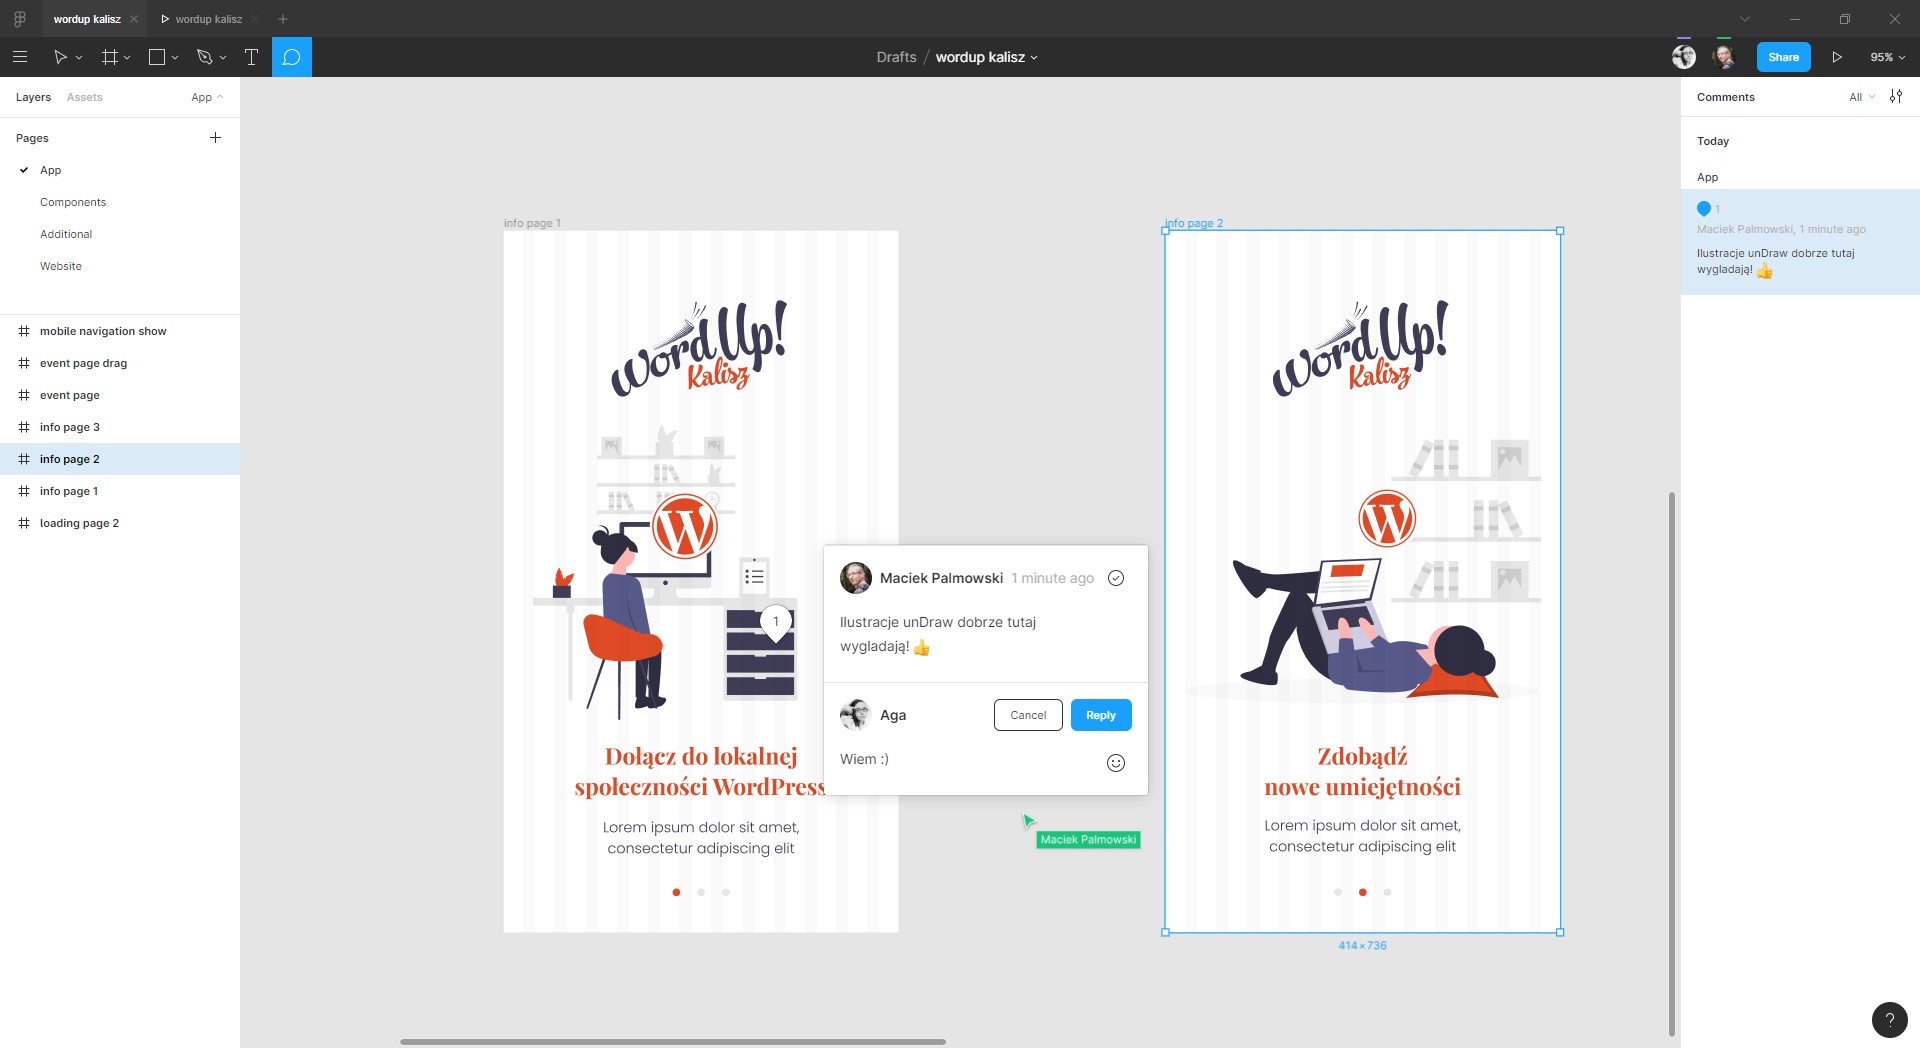 wordup kalisz
wordup kalisz
Drafts / wordup kalisz
Share
95%
Layers
Assets
App
Pages
App
Components
Additional
Website
mobile navigation show
event page drag
event page
info page 3
info page 2
info page 1
loading page 2
info page 1
WordUp!
Kalisz
Dołącz do lokalnej
społeczności WordPress
Lorem ipsum dolor sit amet,
consectetur adipiscing elit
1
Maciek Palmowski 1 minute ago
Ilustracje unDraw dobrze tutaj
wygladają! 👍
Aga
Cancel
Reply
Wiem :)
Maciek Palmowski
info page 2
WordUp!
Kalisz
Zdobądź
nowe umiejętności
Lorem ipsum dolor sit amet,
consectetur adipiscing elit
414×736
Comments
All
Today
App
1
Maciek Palmowski, 1 minute ago
Ilustracje unDraw dobrze tutaj
wygladają! 👍
?